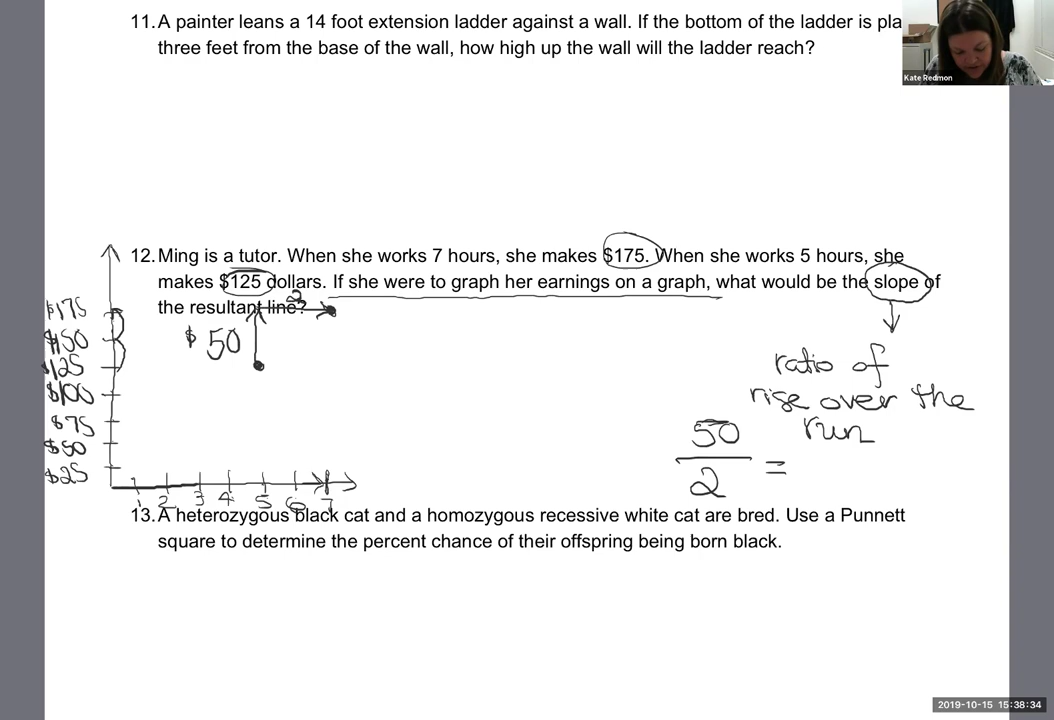 11. A painter leans a 14 foot extension ladder against a wall. If the bottom of the ladder is pla
three feet from the base of the wall, how high up the wall will the ladder reach?
Kate Redmon
12. Ming is a tutor. When she works 7 hours, she makes $175. When she works 5 hours, she
makes $125 dollars. If she were to graph her earnings on a graph, what would be the slope of
the resultant line?
2
$175
$150
$125
$100
$75
$50
$25
$50
1 2 3 4 5 6 7
ratio of
rise over the
run
50
2
=
13. A heterozygous black cat and a homozygous recessive white cat are bred. Use a Punnett
square to determine the percent chance of their offspring being born black.
2019-10-15 15:38:34